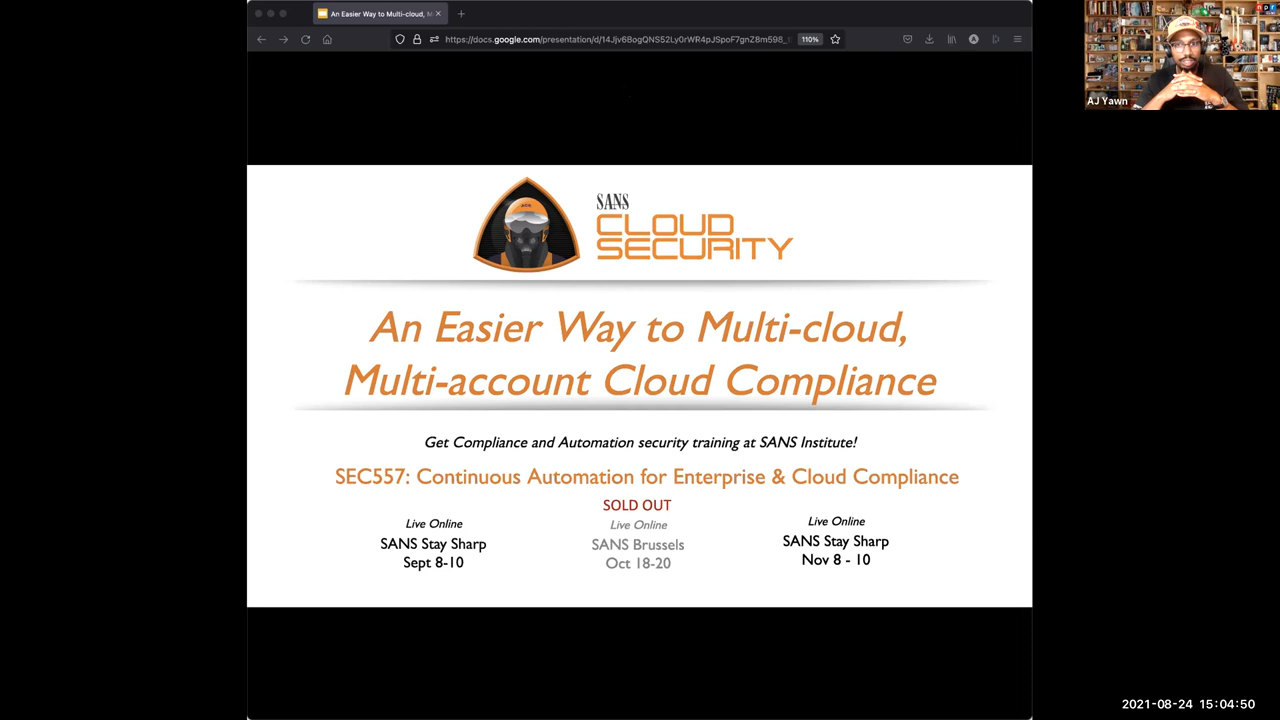 An Easier Way to Multi-cloud, M
https://docs.google.com/presentation/d/14Jjv6BogQNS52Ly0rWR4pJSpoF7gnZ8m598_
110%
npr
AJ Yawn
SANS
CLOUD
SECURITY
An Easier Way to Multi-cloud,
Multi-account Cloud Compliance
Get Compliance and Automation security training at SANS Institute!
SEC557: Continuous Automation for Enterprise & Cloud Compliance
SOLD OUT
Live Online
SANS Stay Sharp
Sept 8-10
Live Online
SANS Brussels
Oct 18-20
Live Online
SANS Stay Sharp
Nov 8 - 10
2021-08-24 15:04:50